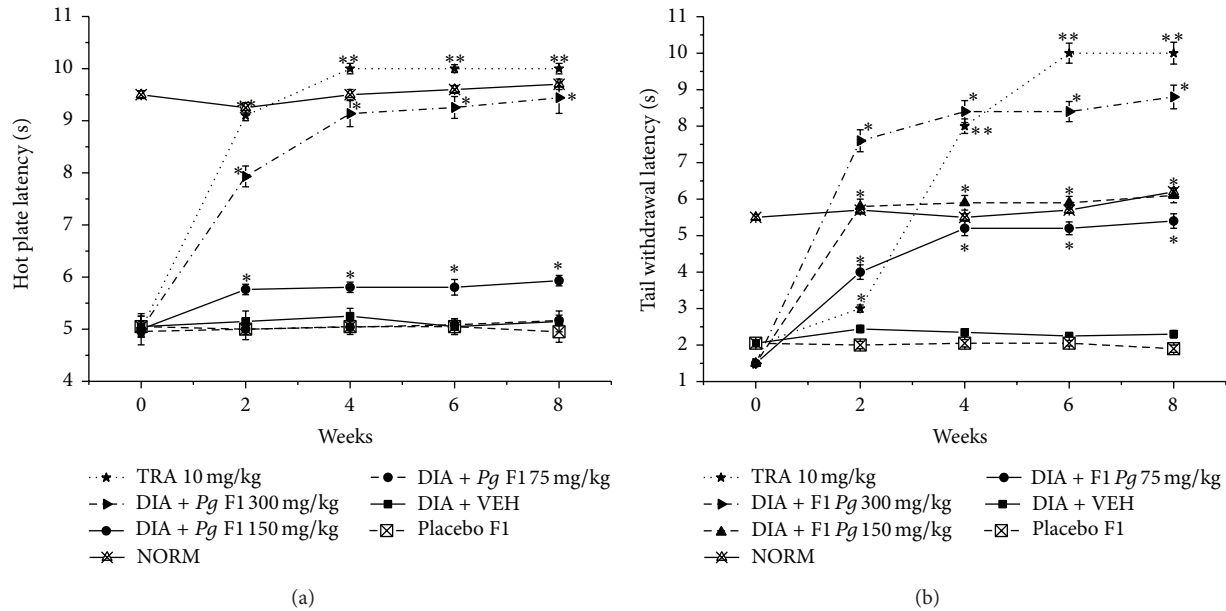 11
10
9
8
7
6
5
4
Hot plate latency (s)
**
**
**
**
*
*
*
*
*
*
*
*
0 2 4 6 8
Weeks
TRA 10 mg/kg
DIA + Pg F1 300 mg/kg
DIA + Pg F1 150 mg/kg
NORM
DIA + Pg F1 75 mg/kg
DIA + VEH
Placebo F1
(a)
11
10
9
8
7
6
5
4
3
2
1
Tail withdrawal latency (s)
**
**
*
*
*
*
**
*
*
*
*
*
*
*
*
*
0 2 4 6 8
Weeks
TRA 10 mg/kg
DIA + F1 Pg 300 mg/kg
DIA + F1 Pg 150 mg/kg
NORM
DIA + F1 Pg 75 mg/kg
DIA + VEH
Placebo F1
(b)